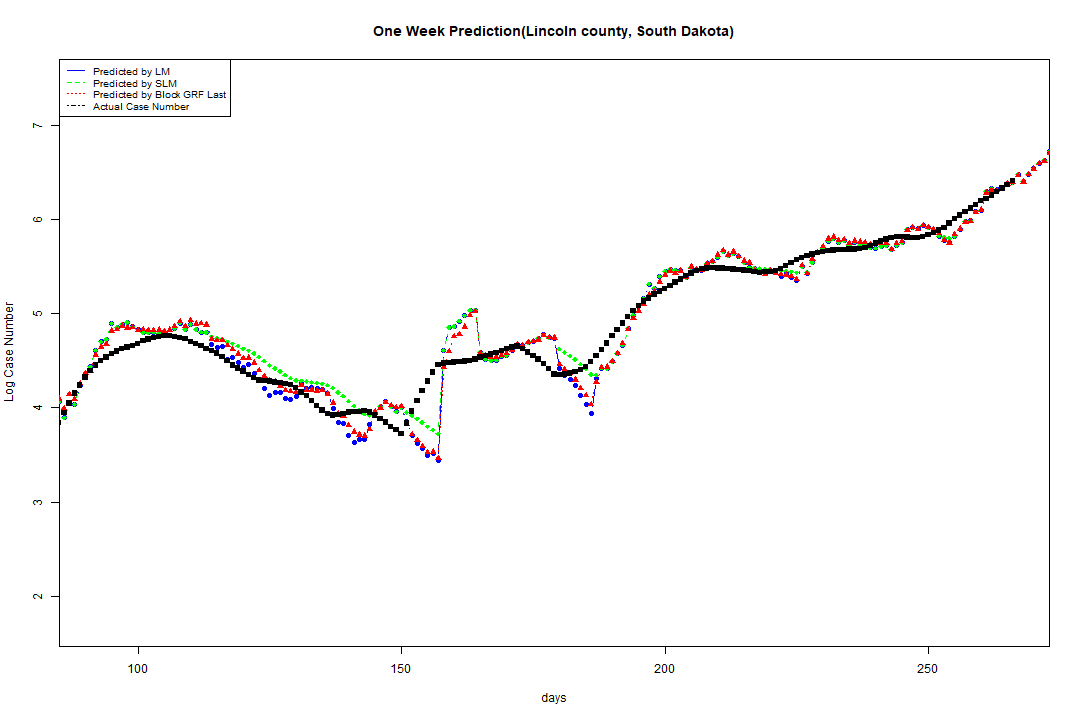 One Week Prediction(Lincoln county, South Dakota)
Predicted by LM
Predicted by SLM
Predicted by Block GRF Last
Actual Case Number
Log Case Number
7
6
5
4
3
2
100 150 200 250
days